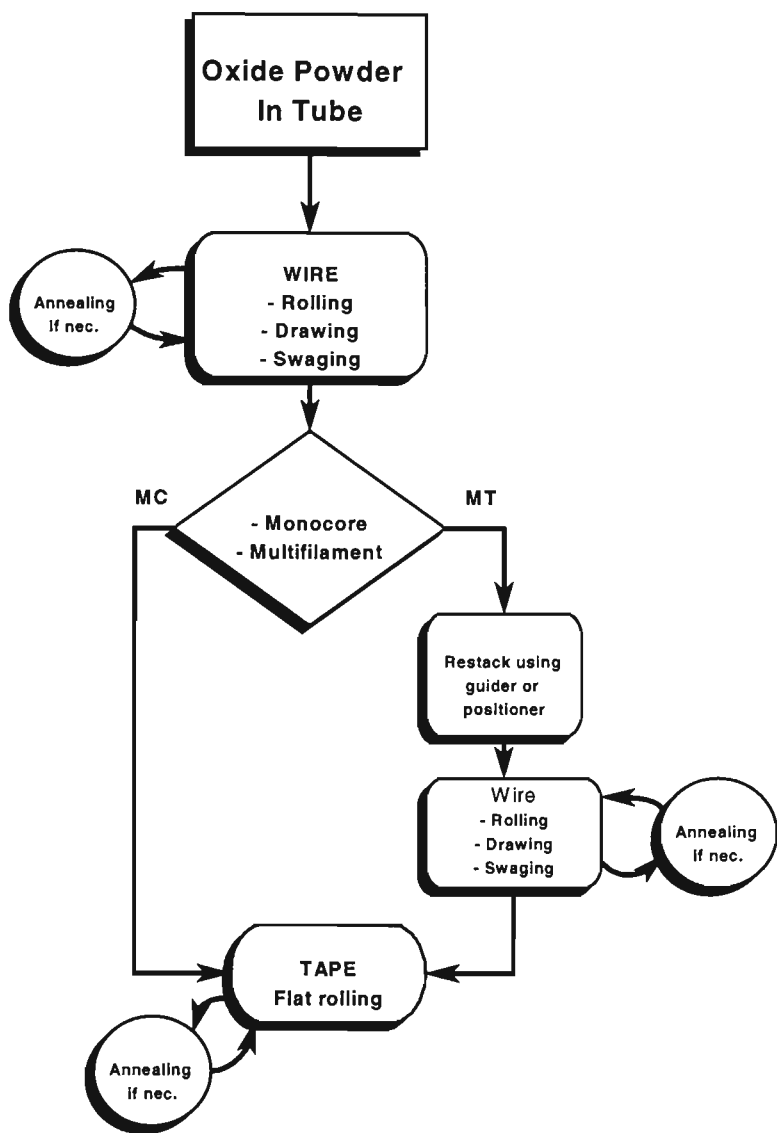 Oxide Powder
In Tube
WIRE
- Rolling
- Drawing
- Swaging
Annealing
if nec.
MC
MT
- Monocore
- Multifilament
Restack using
guider or
positioner
Wire
- Rolling
- Drawing
- Swaging
Annealing
if nec.
TAPE
Flat rolling
Annealing
if nec.